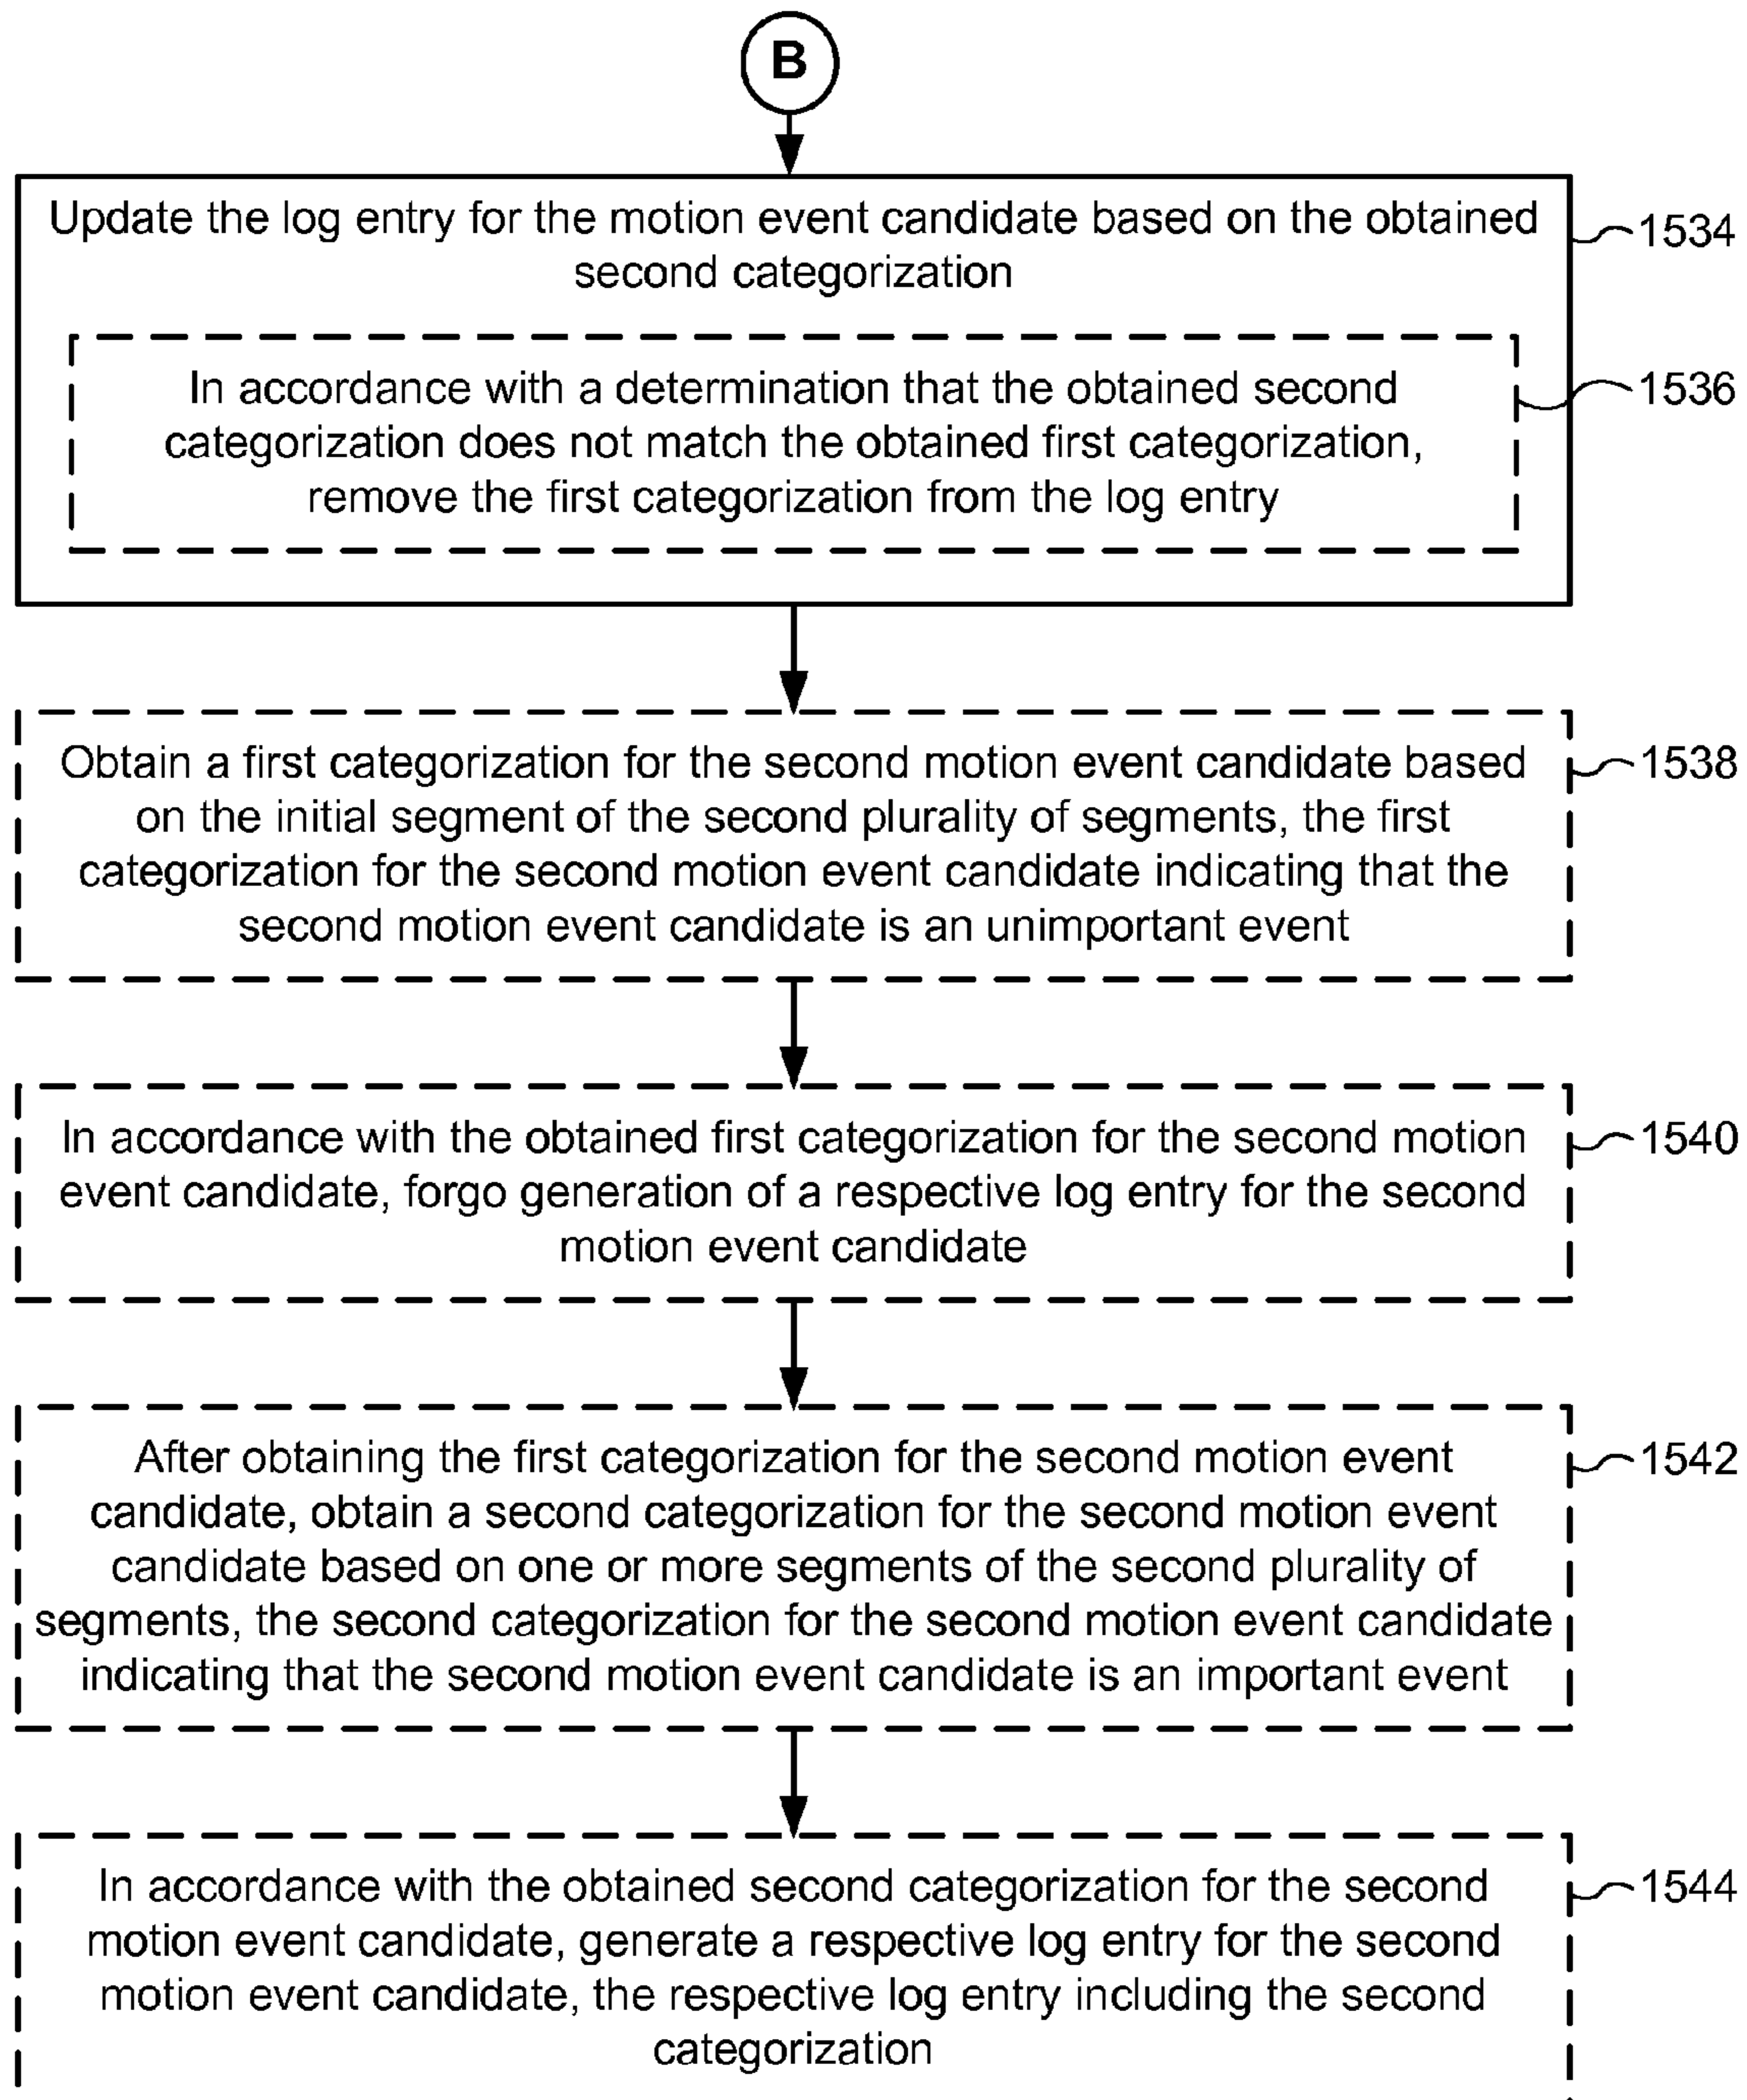 B
Update the log entry for the motion event candidate based on the obtained
second categorization
1534
In accordance with a determination that the obtained second
categorization does not match the obtained first categorization,
remove the first categorization from the log entry
1536
Obtain a first categorization for the second motion event candidate based
on the initial segment of the second plurality of segments, the first
categorization for the second motion event candidate indicating that the
second motion event candidate is an unimportant event
1538
In accordance with the obtained first categorization for the second motion
event candidate, forgo generation of a respective log entry for the second
motion event candidate
1540
After obtaining the first categorization for the second motion event
candidate, obtain a second categorization for the second motion event
candidate based on one or more segments of the second plurality of
segments, the second categorization for the second motion event candidate
indicating that the second motion event candidate is an important event
1542
In accordance with the obtained second categorization for the second
motion event candidate, generate a respective log entry for the second
motion event candidate, the respective log entry including the second
categorization
1544